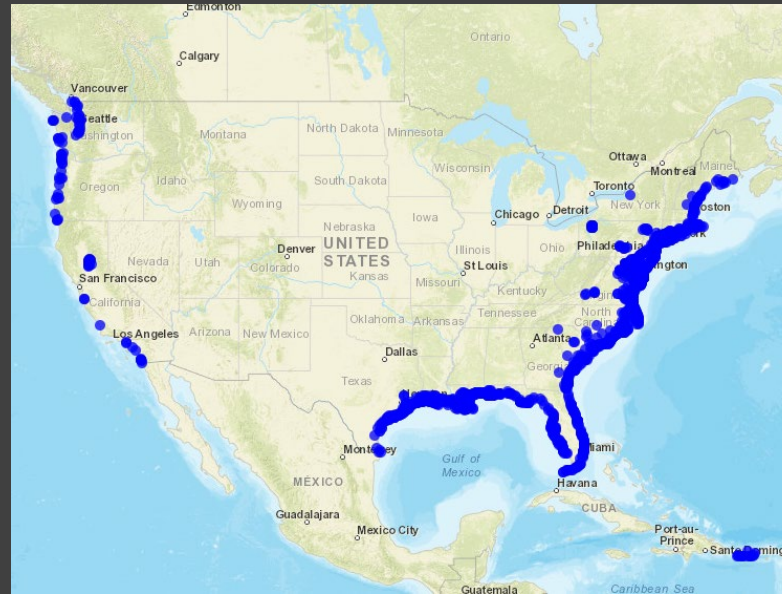 Edmonton
Calgary
Ontario
Vancouver
Seattle
Washington
Montana
North Dakota
Minnesota
Ottawa
Montreal
Maine
Oregon
Idaho
South Dakota
Wisconsin
Toronto
New York
Boston
Wyoming
Iowa
Chicago
Detroit
Nebraska
Nevada
Utah
Denver
Colorado
UNITED
STATES
Kansas
Illinois
Ohio
Philadelphia
San Francisco
California
St Louis
Missouri
Kentucky
Los Angeles
Arizona
New Mexico
Oklahoma
Arkansas
Tennessee
North
Dallas
Atlanta
Georgia
Texas
Monterrey
Gulf of
Mexico
Miami
MÉXICO
Havana
CUBA
Guadalajara
Mexico City
Port-au-
Prince
Santo Doming
Guatemala
Caribbean Sea